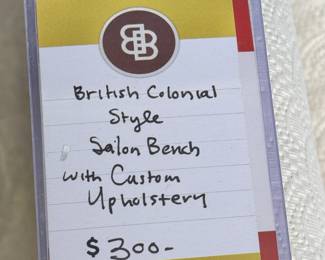 British Colonial
Style
Salon Bench
with Custom
Upholstery
$300-